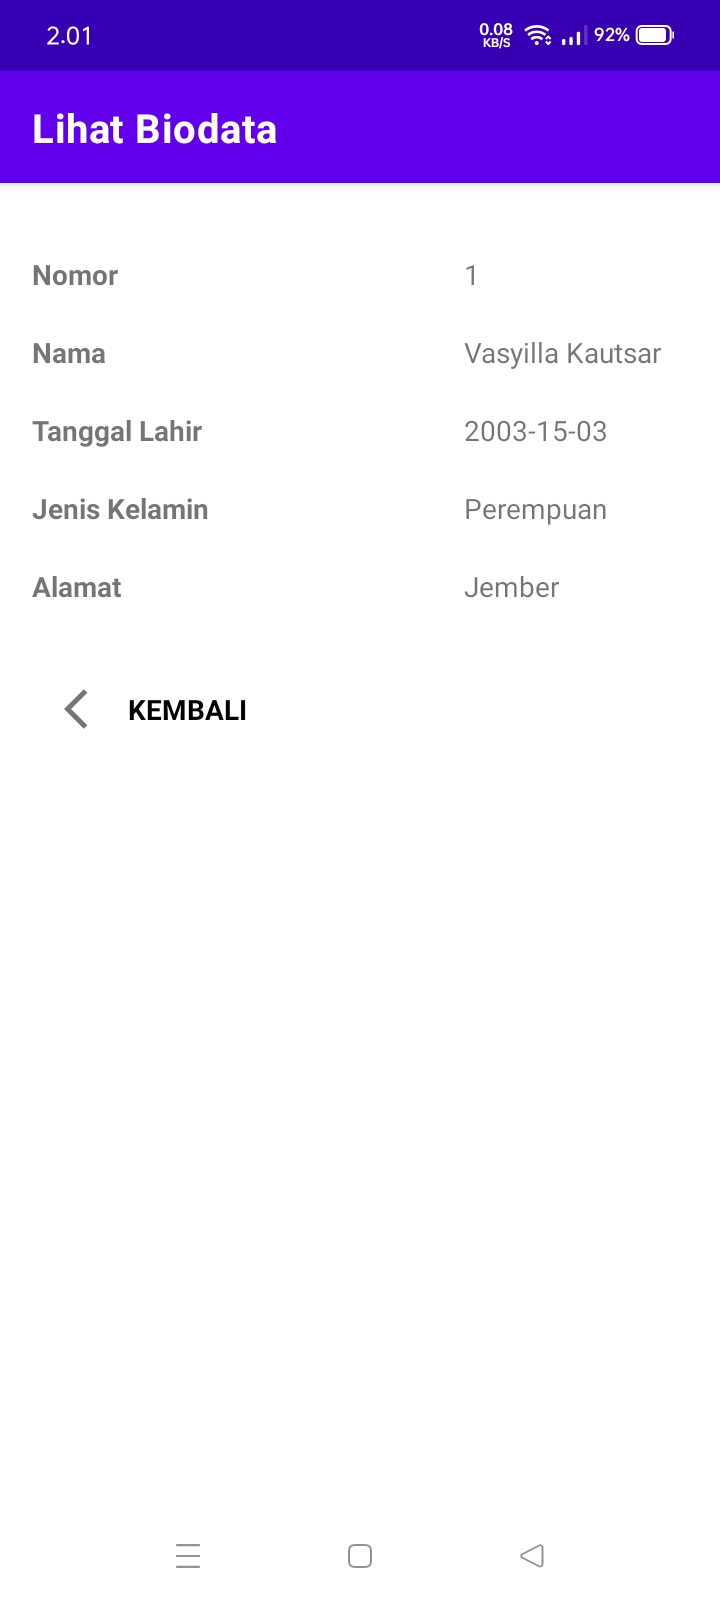 2.01 0.08 KB/S 92%
Lihat Biodata
Nomor 1
Nama Vasyilla Kautsar
Tanggal Lahir 2003-15-03
Jenis Kelamin Perempuan
Alamat Jember
KEMBALI